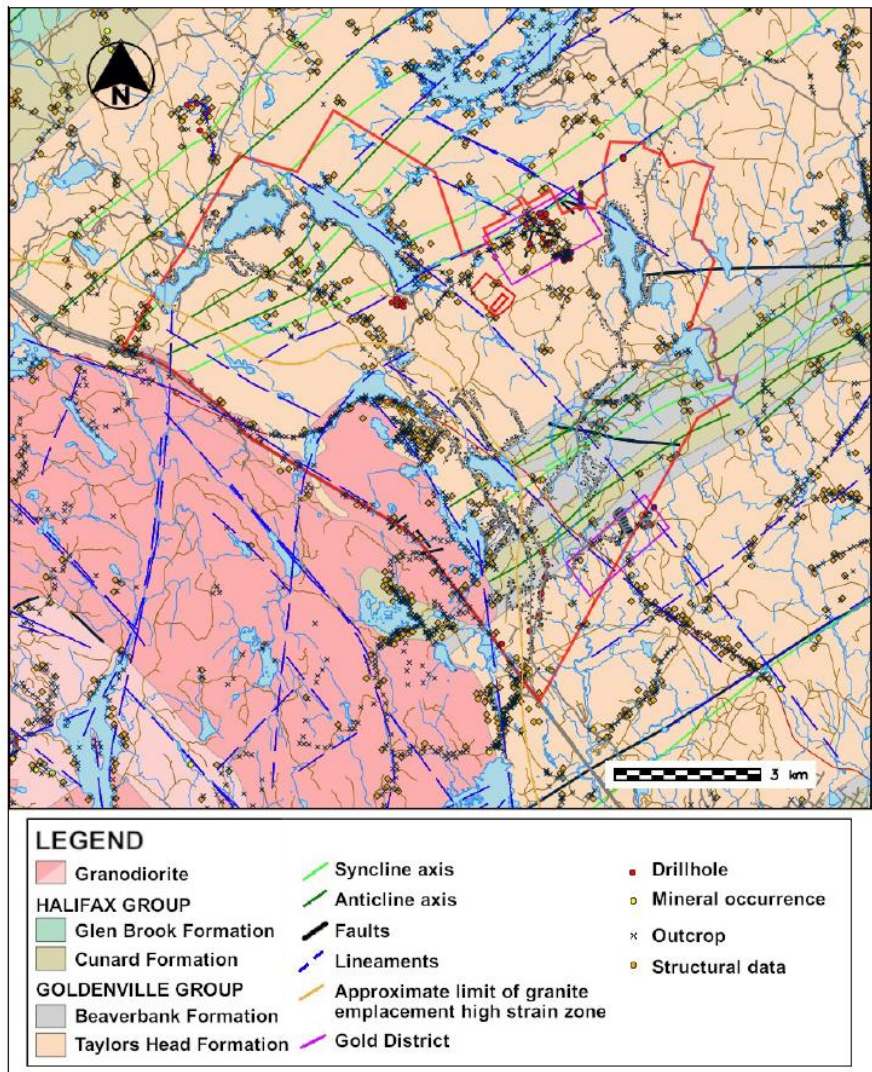 N
3 km
LEGEND
Granodiorite
HALIFAX GROUP
Glen Brook Formation
Cunard Formation
GOLDENVILLE GROUP
Beaverbank Formation
Taylors Head Formation
Syncline axis
Anticline axis
Faults
Lineaments
Approximate limit of granite
emplacement high strain zone
Gold District
Drillhole
Mineral occurrence
Outcrop
Structural data